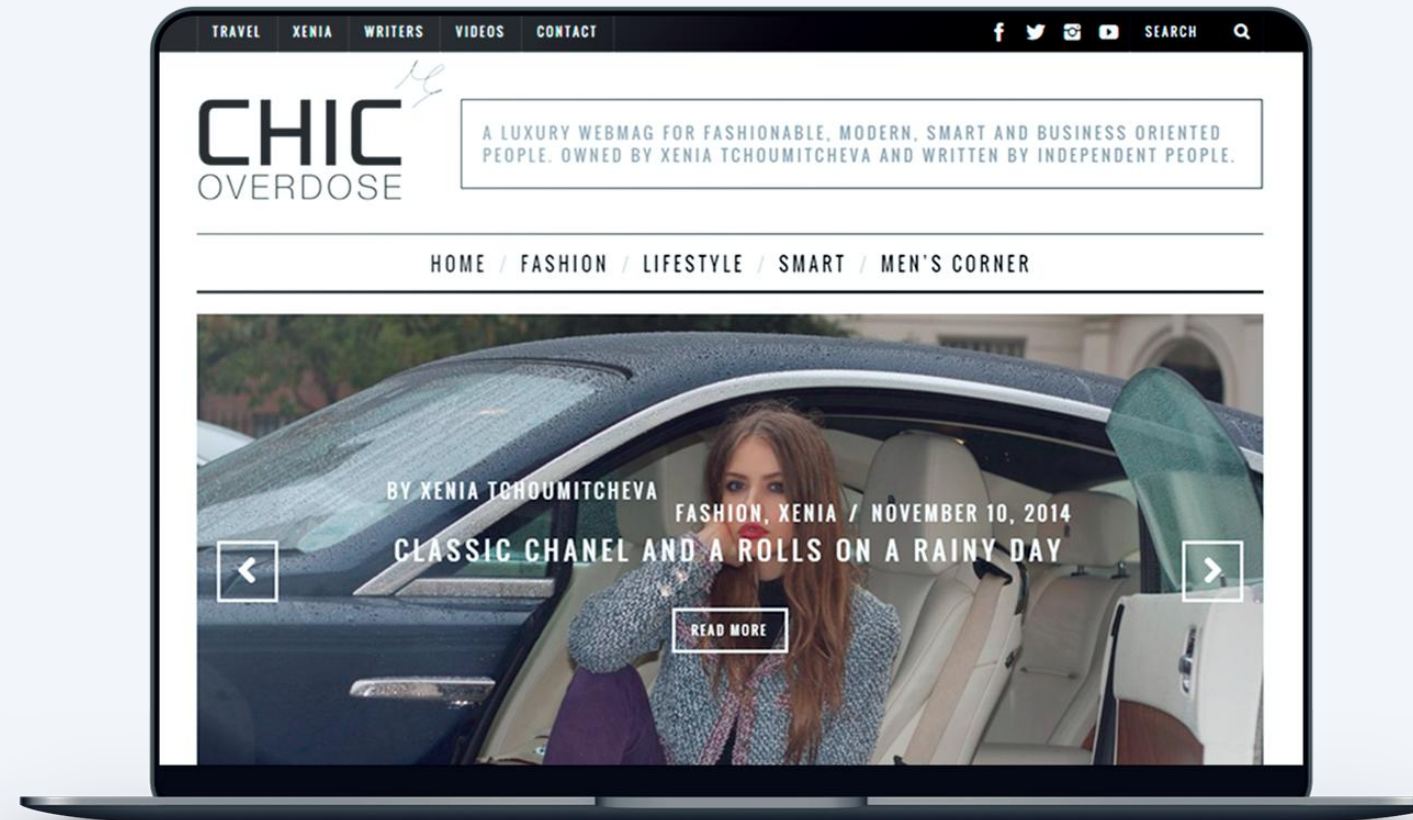 TRAVEL XENIA WRITERS VIDEOS CONTACT SEARCH
CHIC
OVERDOSE
A LUXURY WEBMAG FOR FASHIONABLE, MODERN, SMART AND BUSINESS ORIENTED
PEOPLE. OWNED BY XENIA TCHOUMITCHEVA AND WRITTEN BY INDEPENDENT PEOPLE.
HOME / FASHION / LIFESTYLE / SMART / MEN'S CORNER
BY XENIA TCHOUMITCHEVA
FASHION, XENIA / NOVEMBER 10, 2014
CLASSIC CHANEL AND A ROLLS ON A RAINY DAY
READ MORE